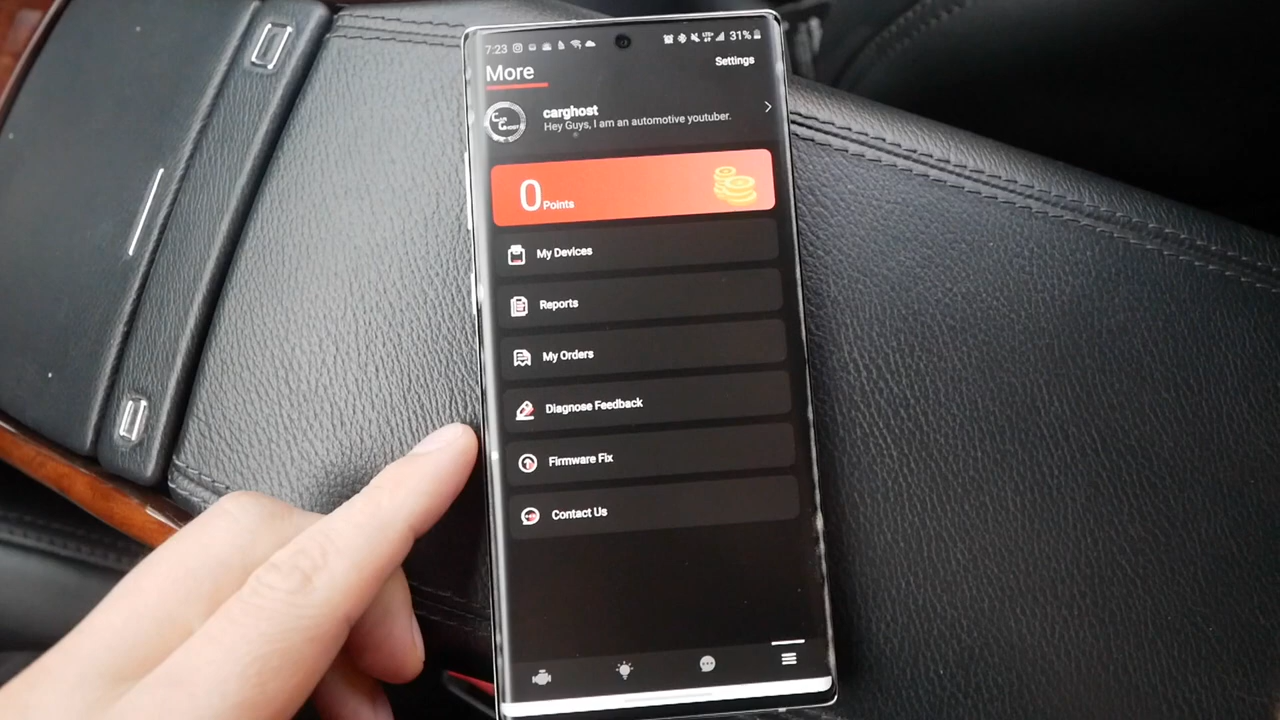 7:23
LTE+
31%
More
Settings
carghost
Hey Guys, I am an automotive youtuber.
0 Points
My Devices
Reports
My Orders
Diagnose Feedback
Firmware Fix
Contact Us